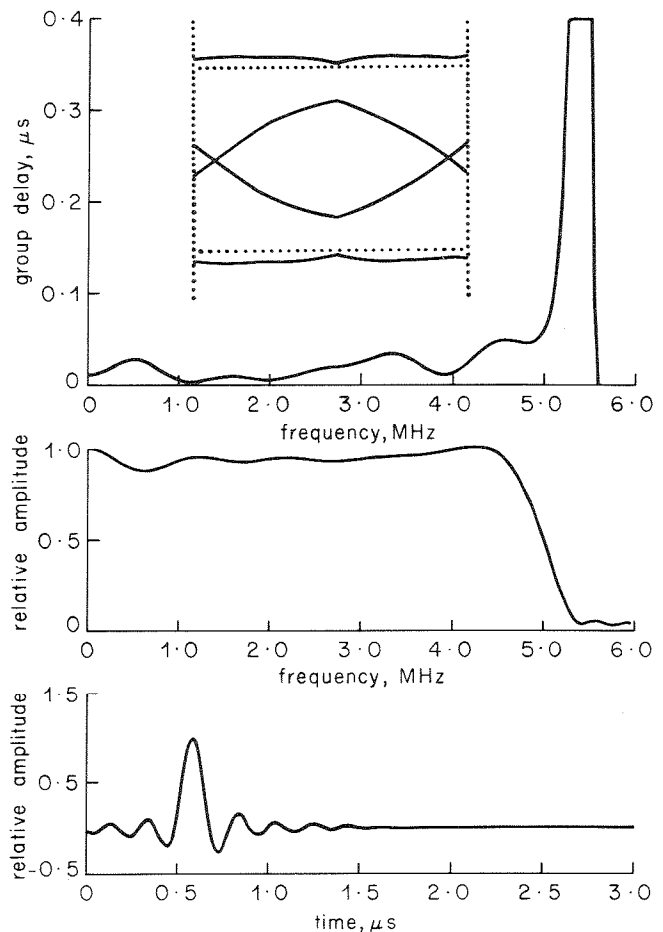 0·4
0·3
0·2
0·1
0
group delay, μs
0 1·0 2·0 3·0 4·0 5·0 6·0
frequency, MHz
1·0
0·5
0
relative amplitude
0 1·0 2·0 3·0 4·0 5·0 6·0
frequency, MHz
1·5
0·5
-0·5
relative amplitude
0 0·5 1·0 1·5 2·0 2·5 3·0
time, μs